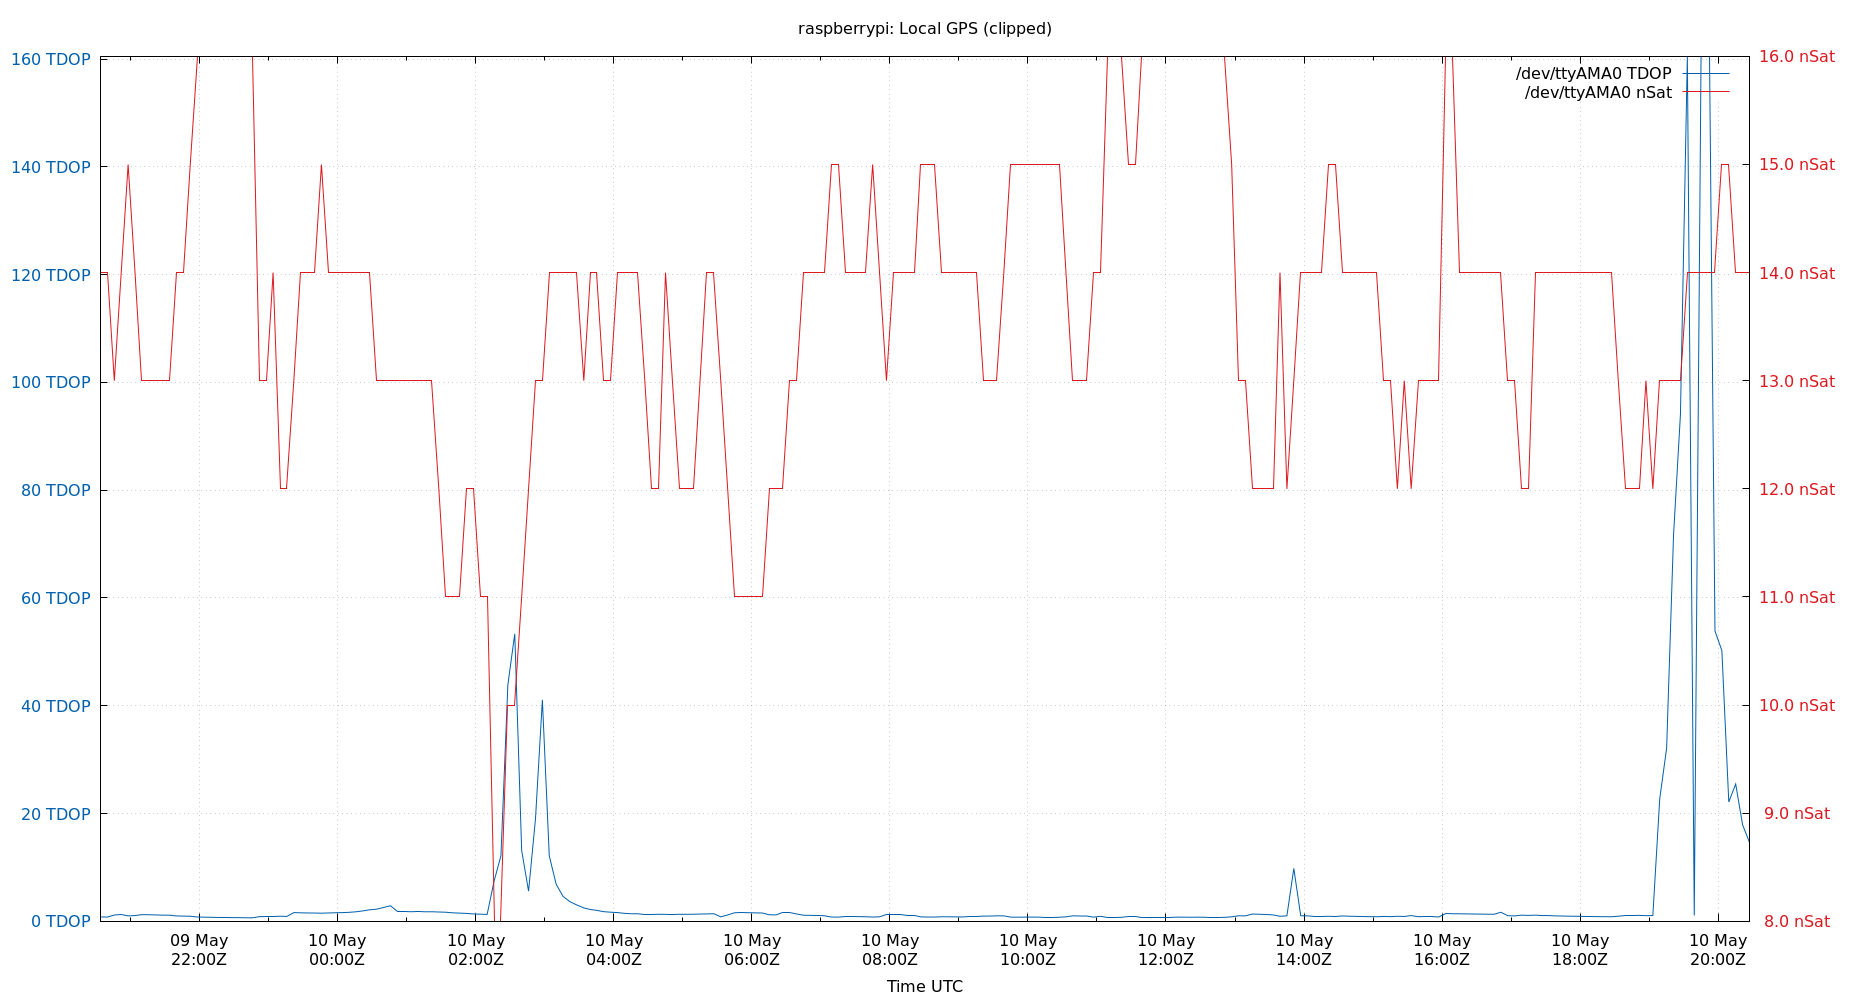 raspberrypi: Local GPS (clipped)
160 TDOP
140 TDOP
120 TDOP
100 TDOP
80 TDOP
60 TDOP
40 TDOP
20 TDOP
0 TDOP
16.0 nSat
15.0 nSat
14.0 nSat
13.0 nSat
12.0 nSat
11.0 nSat
10.0 nSat
9.0 nSat
8.0 nSat
/dev/ttyAMA0 TDOP
/dev/ttyAMA0 nSat
09 May
22:00Z
10 May
00:00Z
10 May
02:00Z
10 May
04:00Z
10 May
06:00Z
10 May
08:00Z
10 May
10:00Z
10 May
12:00Z
10 May
14:00Z
10 May
16:00Z
10 May
18:00Z
10 May
20:00Z
Time UTC